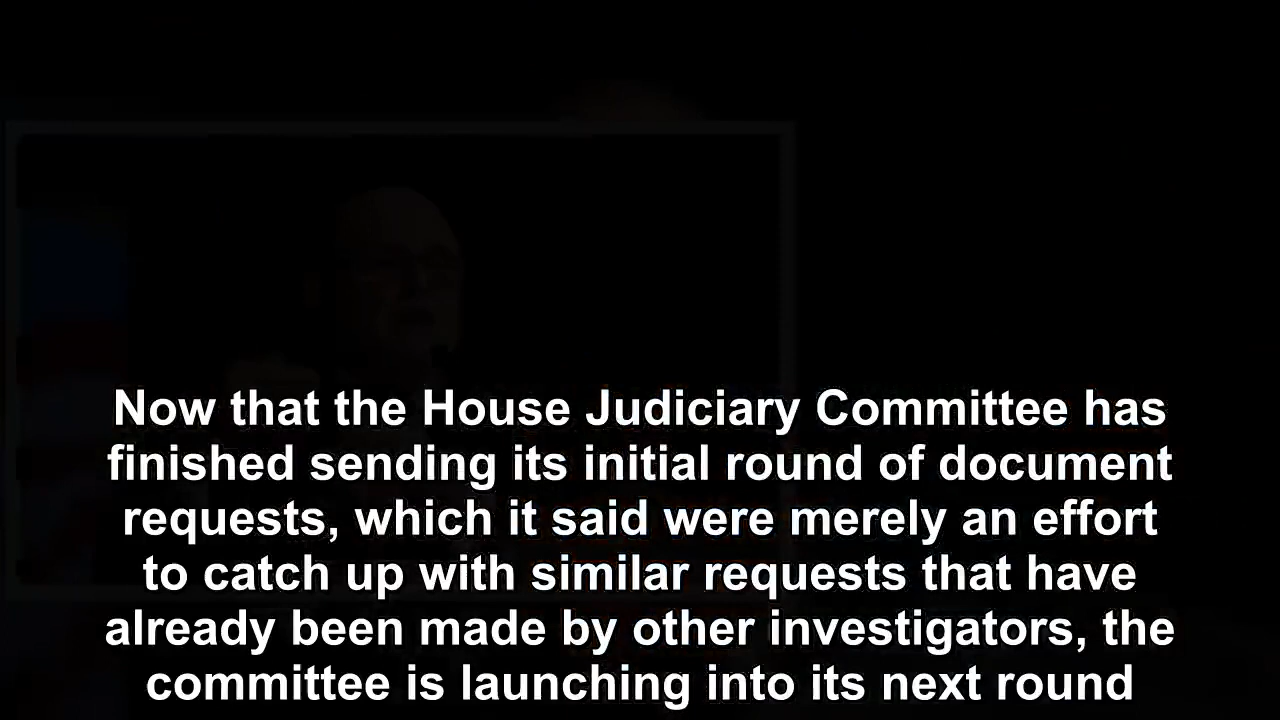 Now that the House Judiciary Committee has
finished sending its initial round of document
requests, which it said were merely an effort
to catch up with similar requests that have
already been made by other investigators, the
committee is launching into its next round